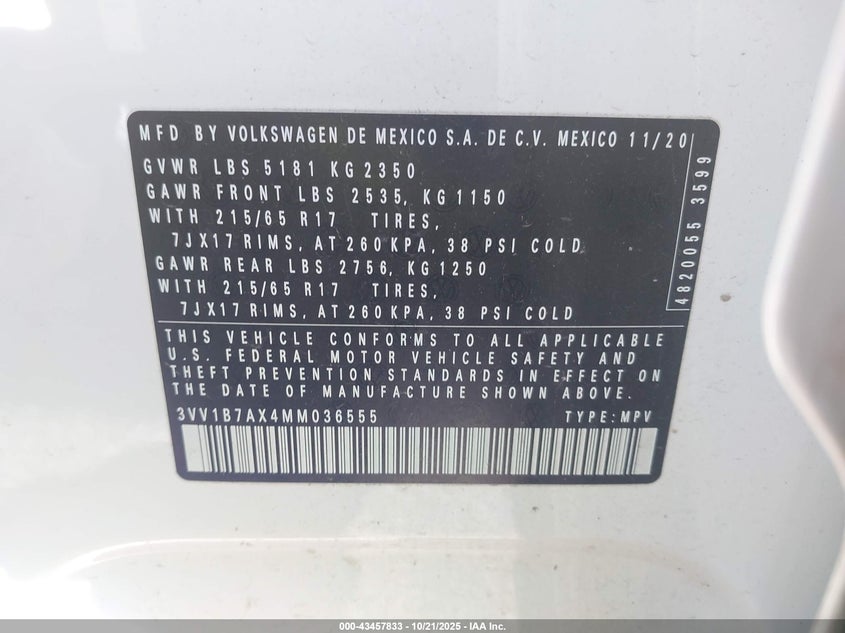 MFD BY VOLKSWAGEN DE MEXICO S.A. DE C.V. MEXICO 11/20
GVWR LBS 5181 KG 2350
GAWR FRONT LBS 2535, KG 1150
WITH 215/65 R17 TIRES,
7JX17 RIMS, AT 260 KPA, 38 PSI COLD
GAWR REAR LBS 2756, KG 1250
WITH 215/65 R17 TIRES,
7JX17 RIMS, AT 260 KPA, 38 PSI COLD
4820055 3599
THIS VEHICLE CONFORMS TO ALL APPLICABLE
U.S. FEDERAL MOTOR VEHICLE SAFETY AND
THEFT PREVENTION STANDARDS IN EFFECT ON
THE DATE OF MANUFACTURE SHOWN ABOVE.
3VV1B7AX4MM036555 TYPE: MPV
000-43457833 - 10/21/2025 - IAA Inc.